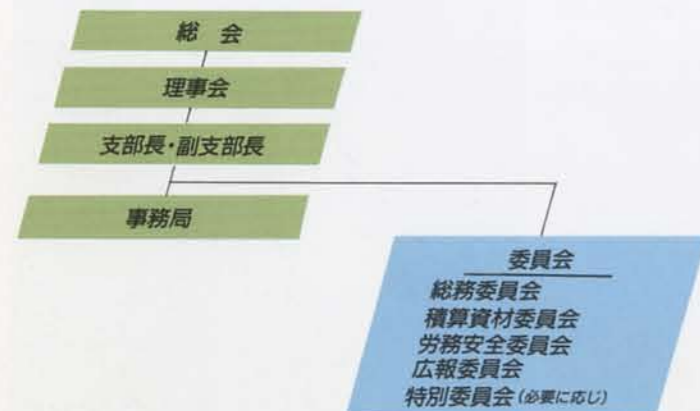 総 会
理事会
支部長・副支部長
事務局
委員会
総務委員会
積算資材委員会
労務安全委員会
広報委員会
特別委員会(必要に応じ)